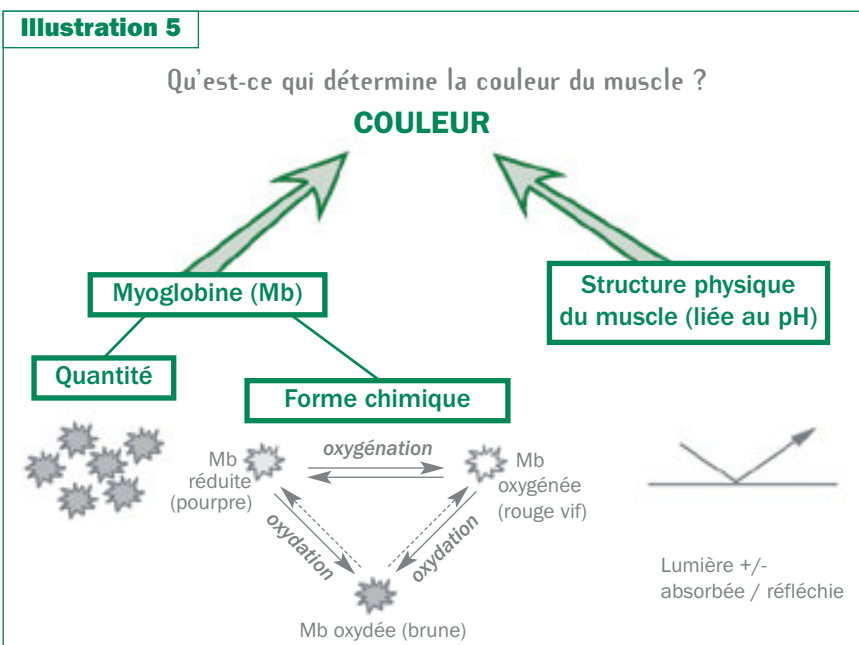 Illustration 5
Qu'est-ce qui détermine la couleur du muscle ?
COULEUR
Myoglobine (Mb)
Structure physique
du muscle (liée au pH)
Quantité
Forme chimique
Mb
réduite
(pourpre)
oxygénation
Mb
oxygénée
(rouge vif)
oxydation
oxydation
Mb oxydée (brune)
Lumière +/-
absorbée / réfléchie